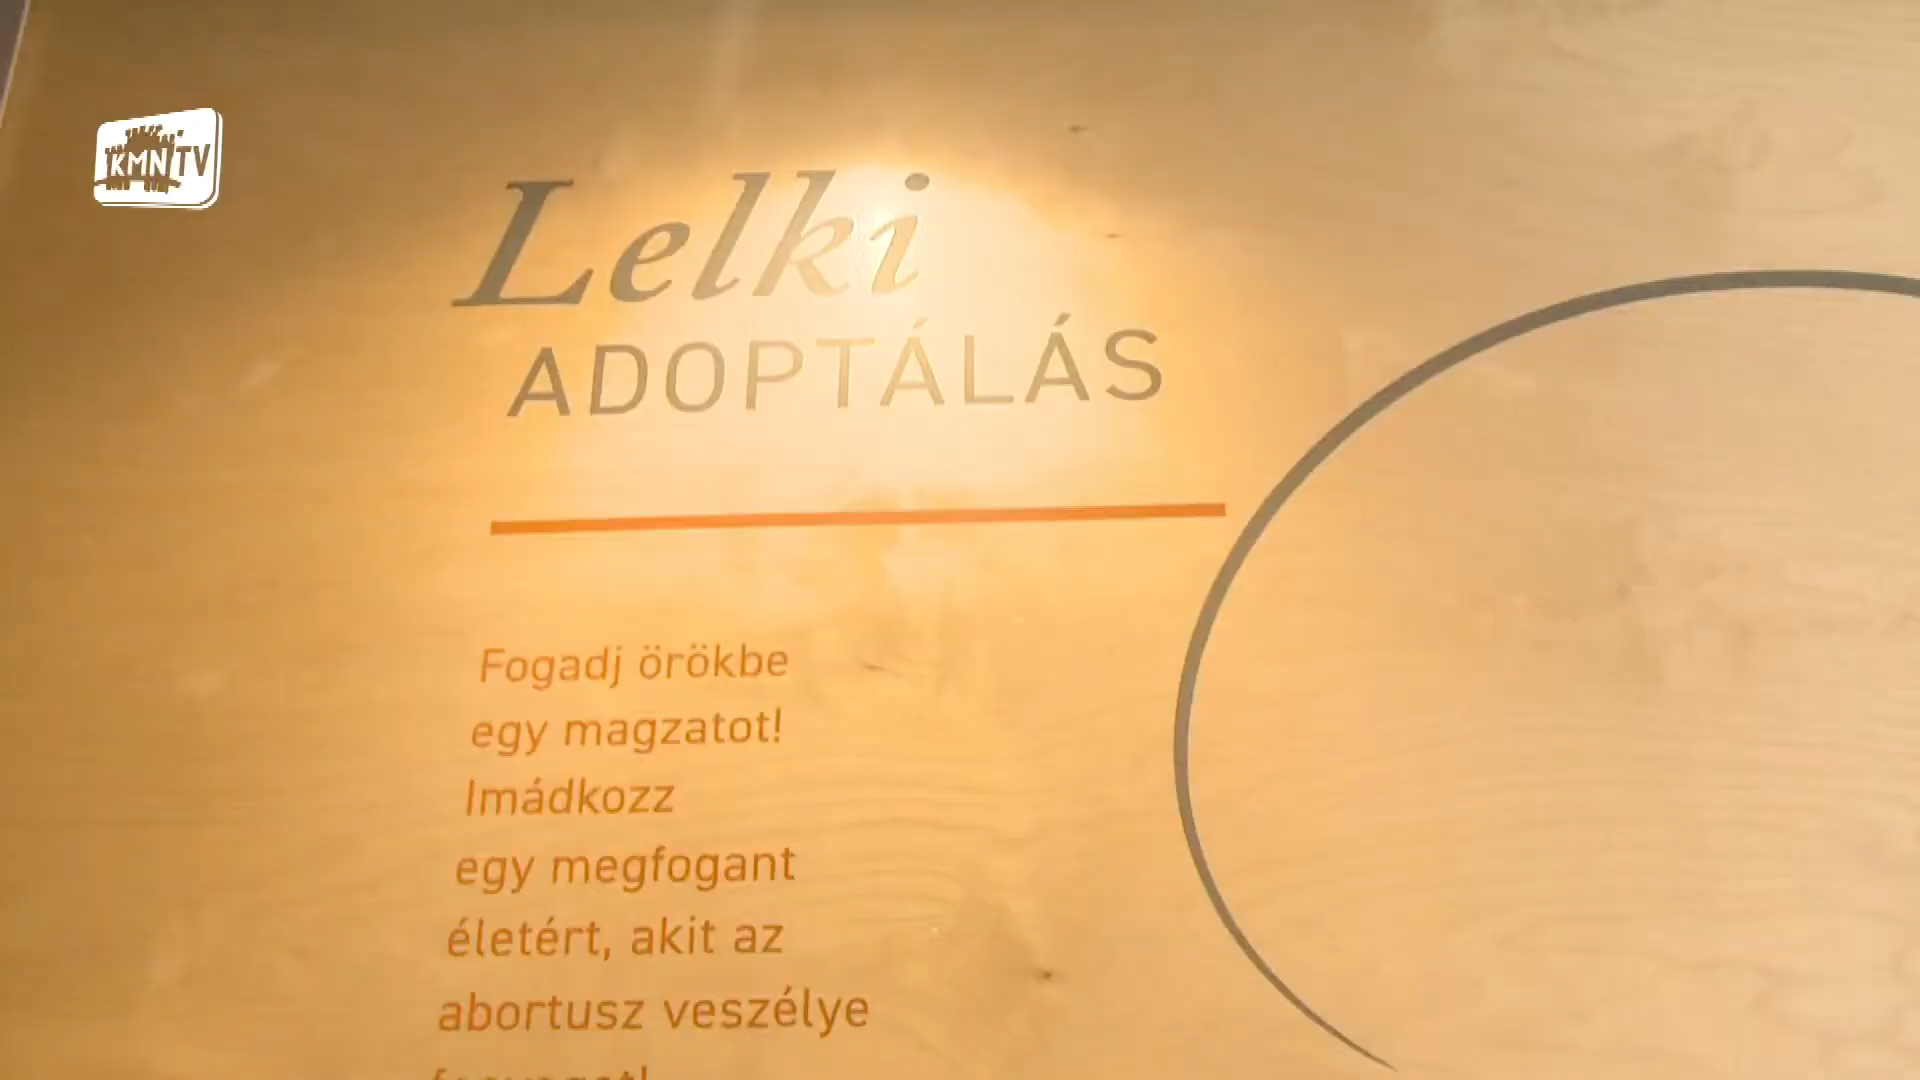 KMN TV
Lelki
ADOPTÁLÁS
Fogadj örökbe
egy magzatot!
Imádkozz
egy megfogant
életért, akit az
abortusz veszélye